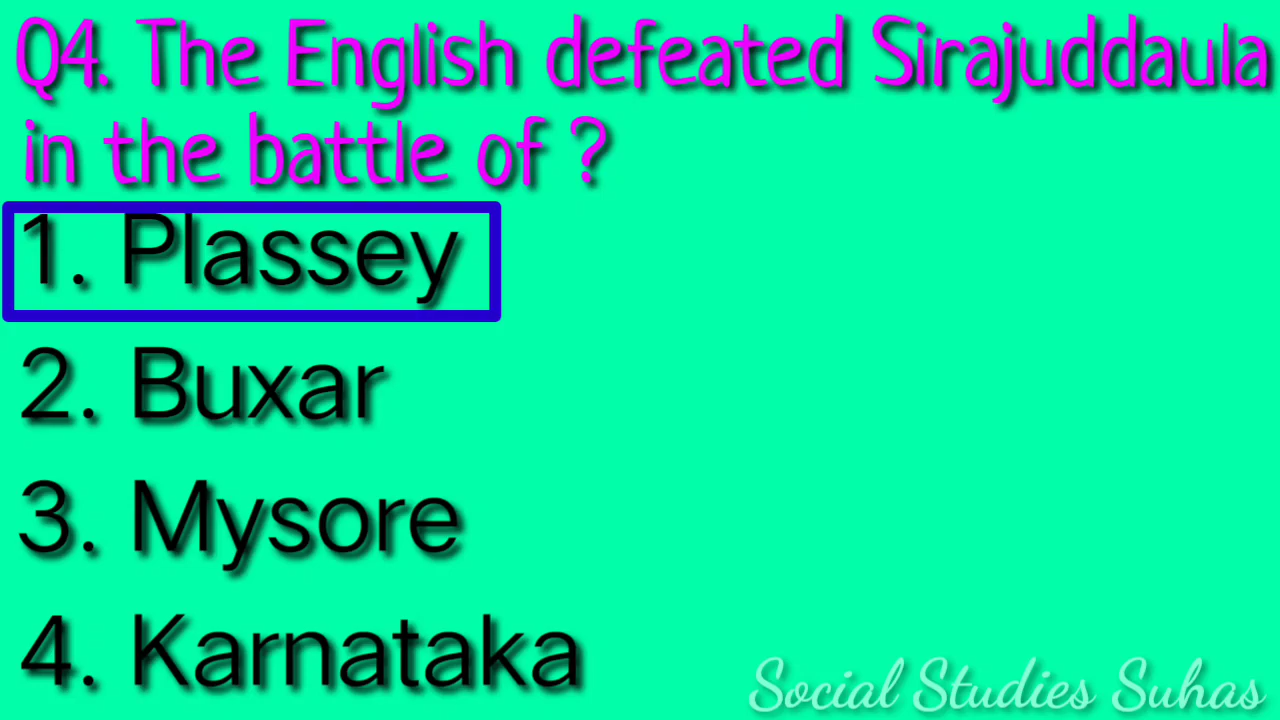 Q4. The English defeated Sirajuddaula
in the battle of ?
1. Plassey
2. Buxar
3. Mysore
4. Karnataka
Social Studies Suhas